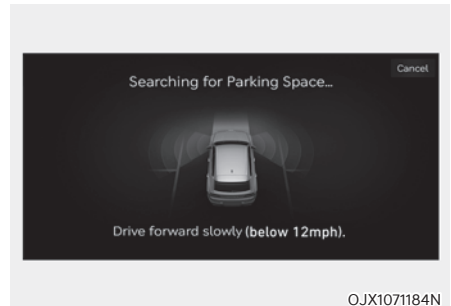 Cancel
Searching for Parking Space...
Drive forward slowly (below 12mph).
OJX1071184N